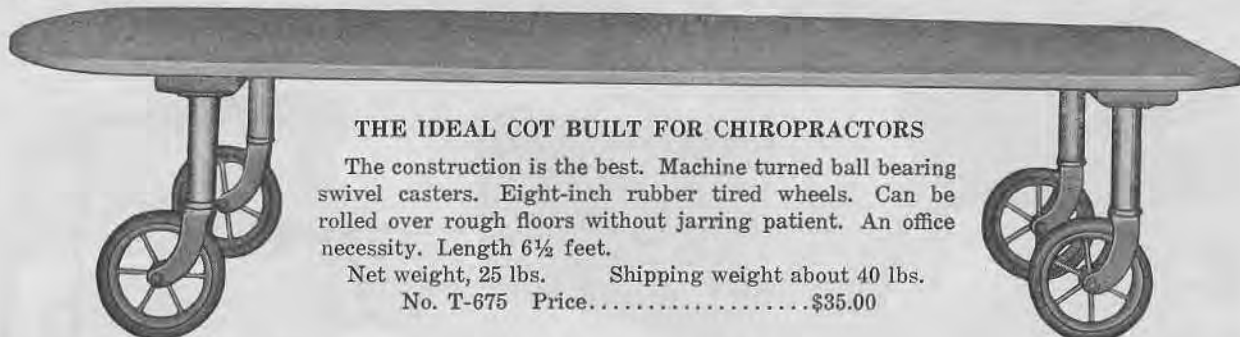 THE IDEAL COT BUILT FOR CHIROPRACTORS
The construction is the best. Machine turned ball bearing
swivel casters. Eight-inch rubber tired wheels. Can be
rolled over rough floors without jarring patient. An office
necessity. Length 6½ feet.
Net weight, 25 lbs. Shipping weight about 40 lbs.
No. T-675 Price...................$35.00